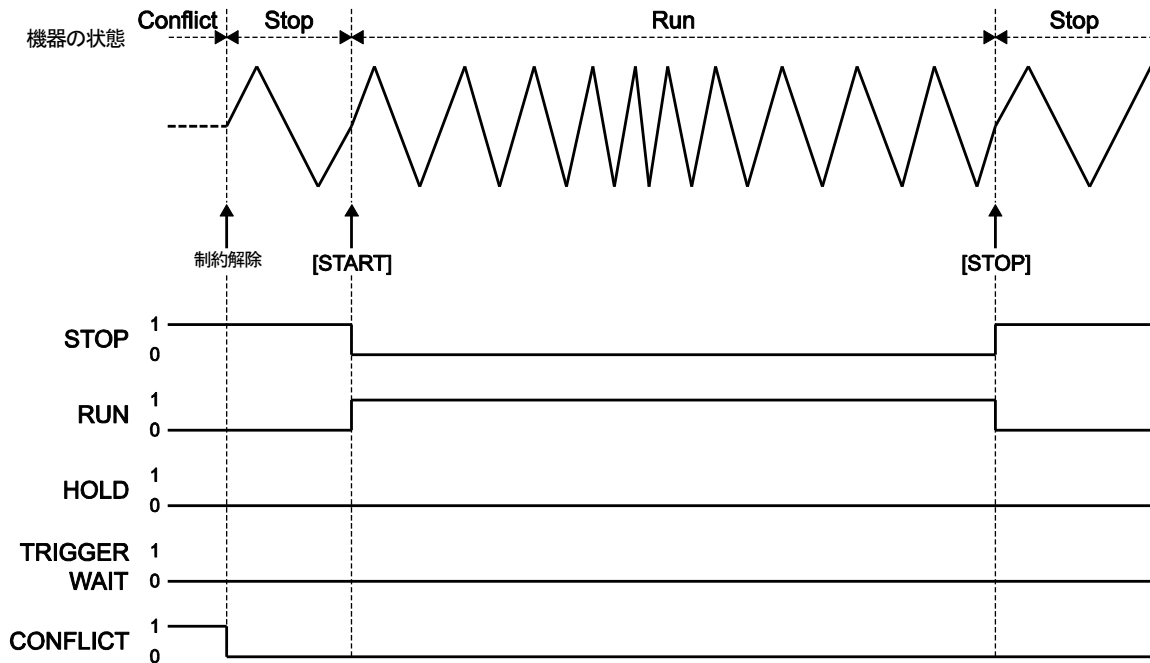 Conflict Stop Run Stop
機器の状態
制約解除 [START] [STOP]
1
STOP
0
1
RUN
0
1
HOLD
0
TRIGGER 1
WAIT 0
1
CONFLICT
0